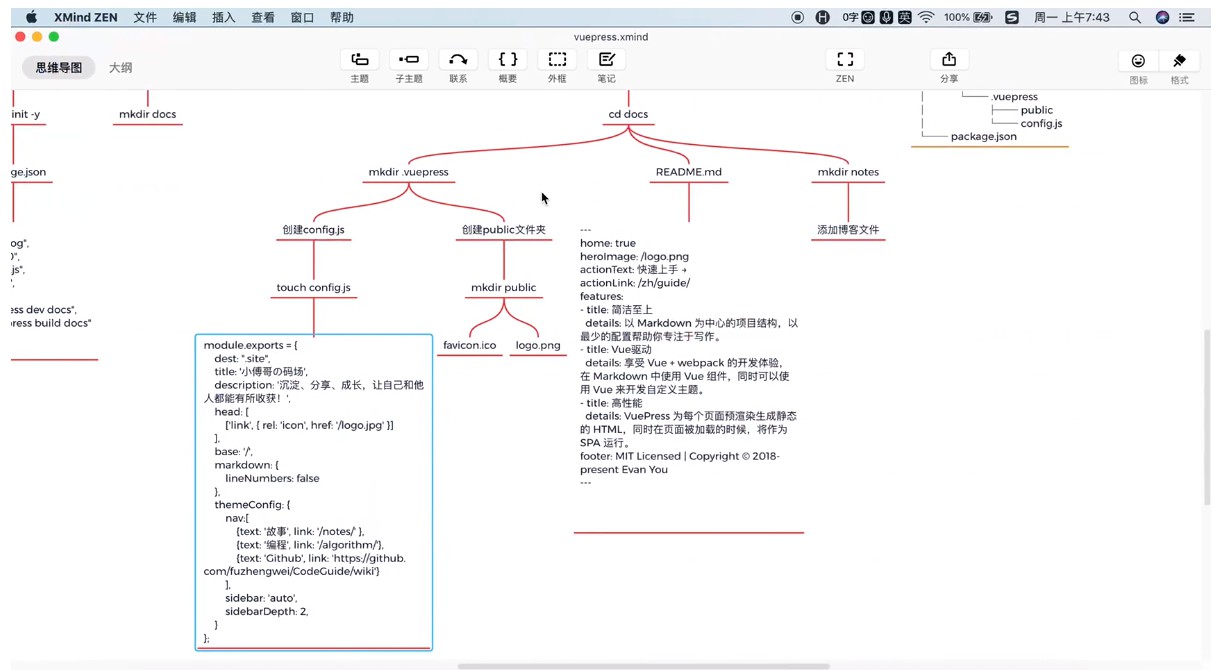 XMind ZEN 文件 编辑 插入 查看 窗口 帮助 0字 英 100% 周一 上午7:43
vuepress.xmind
思维导图 大纲
主题 子主题 联系 概要 外框 笔记 ZEN 分享 图标 格式
init -y
mkdir docs
cd docs
.vuepress
public
config.js
package.json
ge.json
mkdir .vuepress
README.md
mkdir notes
创建config.js
创建public文件夹
添加博客文件
touch config.js
mkdir public
favicon.ico
logo.png
og",
js",
ess dev docs",
press build docs"
module.exports = {
dest: ".site",
title: '小傅哥の码场',
description: '沉淀、分享、成长，让自己和他
人都能有所收获！',
head: [
['link', { rel: 'icon', href: '/logo.jpg' }]
],
base: '/',
markdown: {
lineNumbers: false
},
themeConfig: {
nav:[
{text: '故事', link: '/notes/' },
{text: '编程', link: '/algorithm/'},
{text: 'Github', link: 'https://github.
com/fuzhengwei/CodeGuide/wiki'}
],
sidebar: 'auto',
sidebarDepth: 2,
}
};
---
home: true
heroImage: /logo.png
actionText: 快速上手 →
actionLink: /zh/guide/
features:
- title: 简洁至上
details: 以 Markdown 为中心的项目结构，以
最少的配置帮助你专注于写作。
- title: Vue驱动
details: 享受 Vue + webpack 的开发体验，
在 Markdown 中使用 Vue 组件，同时可以使
用 Vue 来开发自定义主题。
- title: 高性能
details: VuePress 为每个页面预渲染生成静态
的 HTML，同时在页面被加载的时候，将作为
SPA 运行。
footer: MIT Licensed | Copyright © 2018-
present Evan You
---